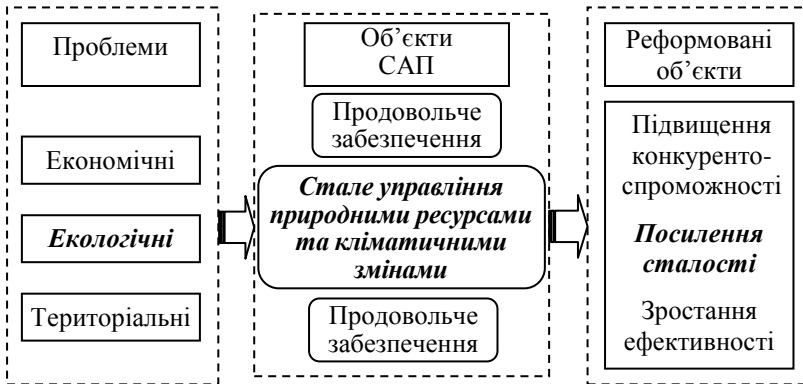 Проблеми
Економічні
Екологічні
Територіальні
Об’єкти
САП
Продовольче
забезпечення
Стале управління
природними ресурсами
та кліматичними
змінами
Продовольче
забезпечення
Реформовані
об’єкти
Підвищення
конкуренто-
спроможності
Посилення
сталості
Зростання
ефективності